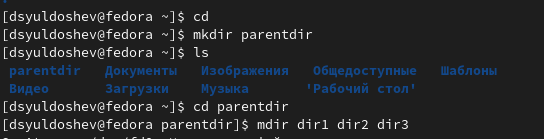 [dsyuldoshev@fedora ~]$ cd
[dsyuldoshev@fedora ~]$ mkdir parentdir
[dsyuldoshev@fedora ~]$ ls
parentdir Документы Изображения Общедоступные Шаблоны
Видео Загрузки Музыка 'Рабочий стол'
[dsyuldoshev@fedora ~]$ cd parentdir
[dsyuldoshev@fedora parentdir]$ mdir dir1 dir2 dir3